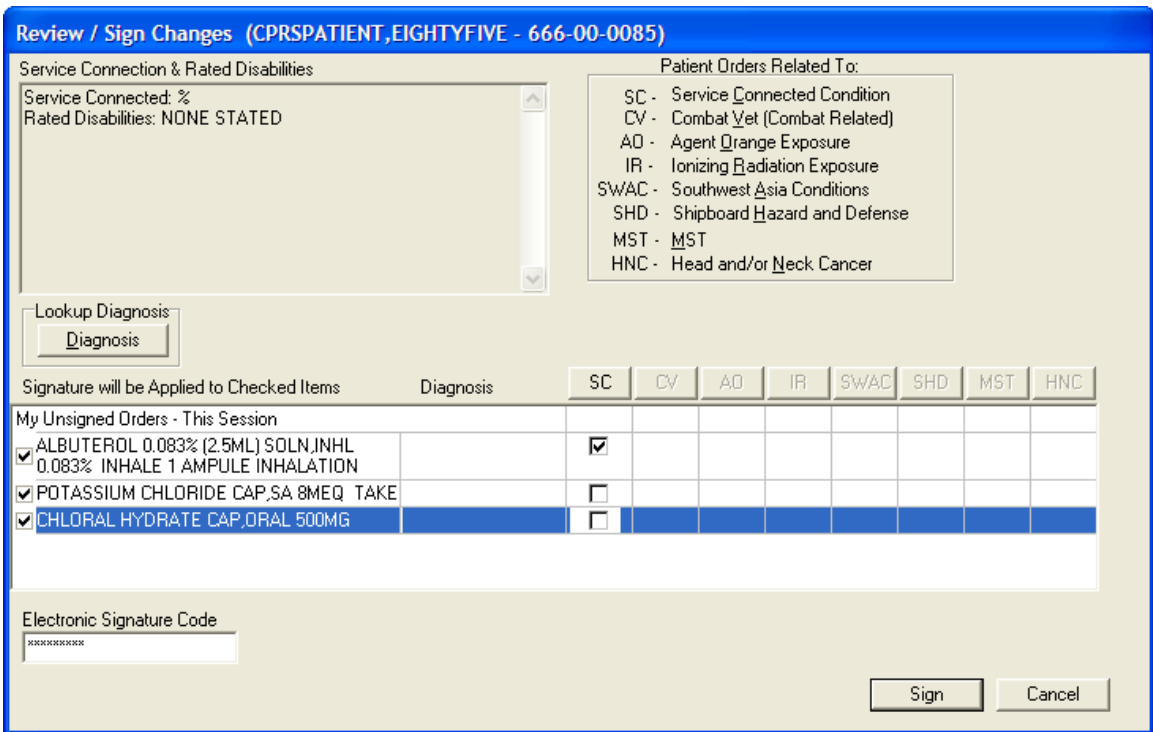 Review / Sign Changes (CPRSPATIENT,EIGHTYFIVE - 666-00-0085)
Service Connection & Rated Disabilities
Service Connected: %
Rated Disabilities: NONE STATED
Patient Orders Related To:
SC - Service Connected Condition
CV - Combat Vet (Combat Related)
AO - Agent Orange Exposure
IR - Ionizing Radiation Exposure
SWAC - Southwest Asia Conditions
SHD - Shipboard Hazard and Defense
MST - MST
HNC - Head and/or Neck Cancer
Lookup Diagnosis
Diagnosis
Signature will be Applied to Checked Items Diagnosis SC CV AO IR SWAC SHD MST HNC
My Unsigned Orders - This Session
ALBUTEROL 0.083% (2.5ML) SOLN,INHL
0.083% INHALE 1 AMPULE INHALATION
POTASSIUM CHLORIDE CAP,SA 8MEQ TAKE
CHLORAL HYDRATE CAP,ORAL 500MG
Electronic Signature Code
*********
Sign Cancel